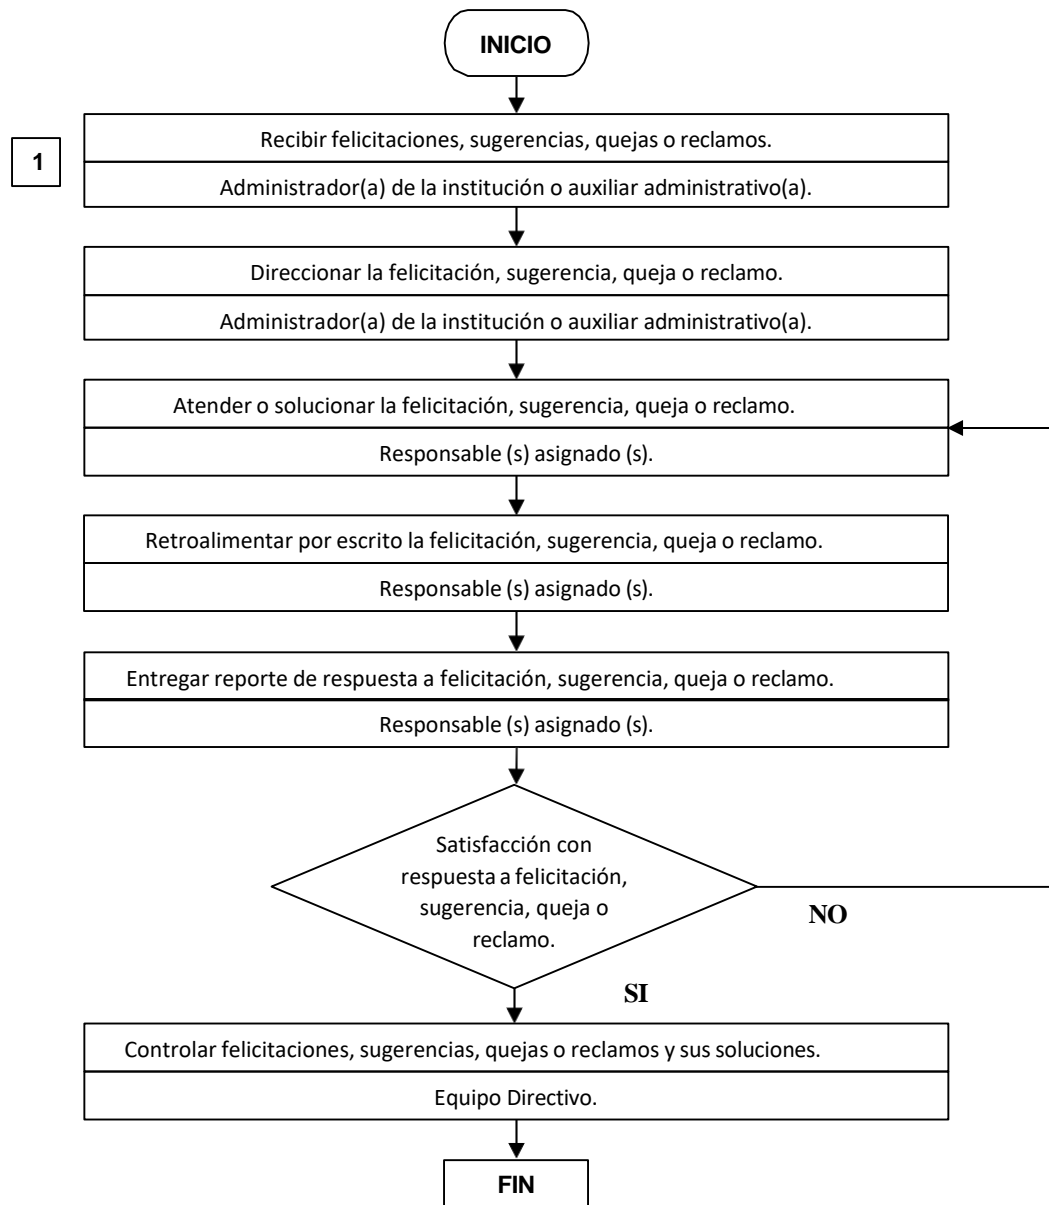 INICIO
1
Recibir felicitaciones, sugerencias, quejas o reclamos.
Administrador(a) de la institución o auxiliar administrativo(a).
Direccionar la felicitación, sugerencia, queja o reclamo.
Administrador(a) de la institución o auxiliar administrativo(a).
Atender o solucionar la felicitación, sugerencia, queja o reclamo.
Responsable (s) asignado (s).
Retroalimentar por escrito la felicitación, sugerencia, queja o reclamo.
Responsable (s) asignado (s).
Entregar reporte de respuesta a felicitación, sugerencia, queja o reclamo.
Responsable (s) asignado (s).
Satisfacción con
respuesta a felicitación,
sugerencia, queja o
reclamo.
NO
SI
Controlar felicitaciones, sugerencias, quejas o reclamos y sus soluciones.
Equipo Directivo.
FIN